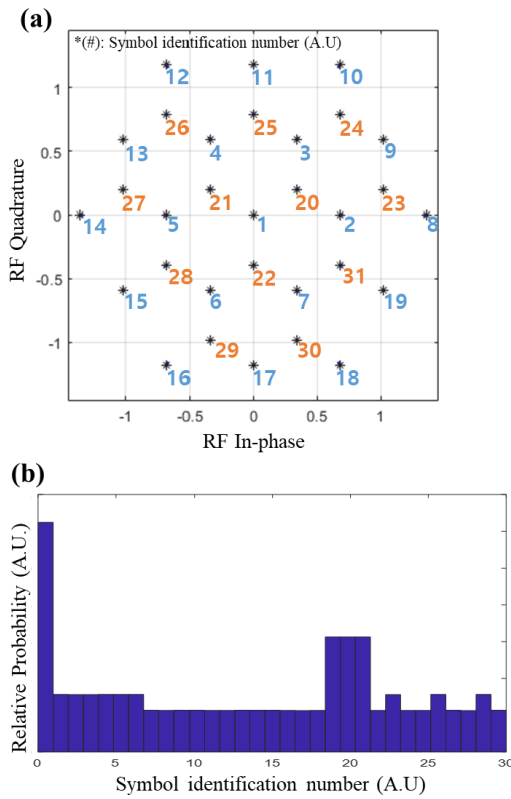 (a)
*(#): Symbol identification number (A.U)
12 11 10
1
26 25 24
13 4 3 9
0.5
27 21 20 23
0
14 5 1 2 8
28 22 31
-0.5
15 6 7 19
29 30
-1
16 17 18
-1 -0.5 0 0.5 1
RF Quadrature
RF In-phase
(b)
Relative Probability (A.U.)
0 5 10 15 20 25 30
Symbol identification number (A.U)